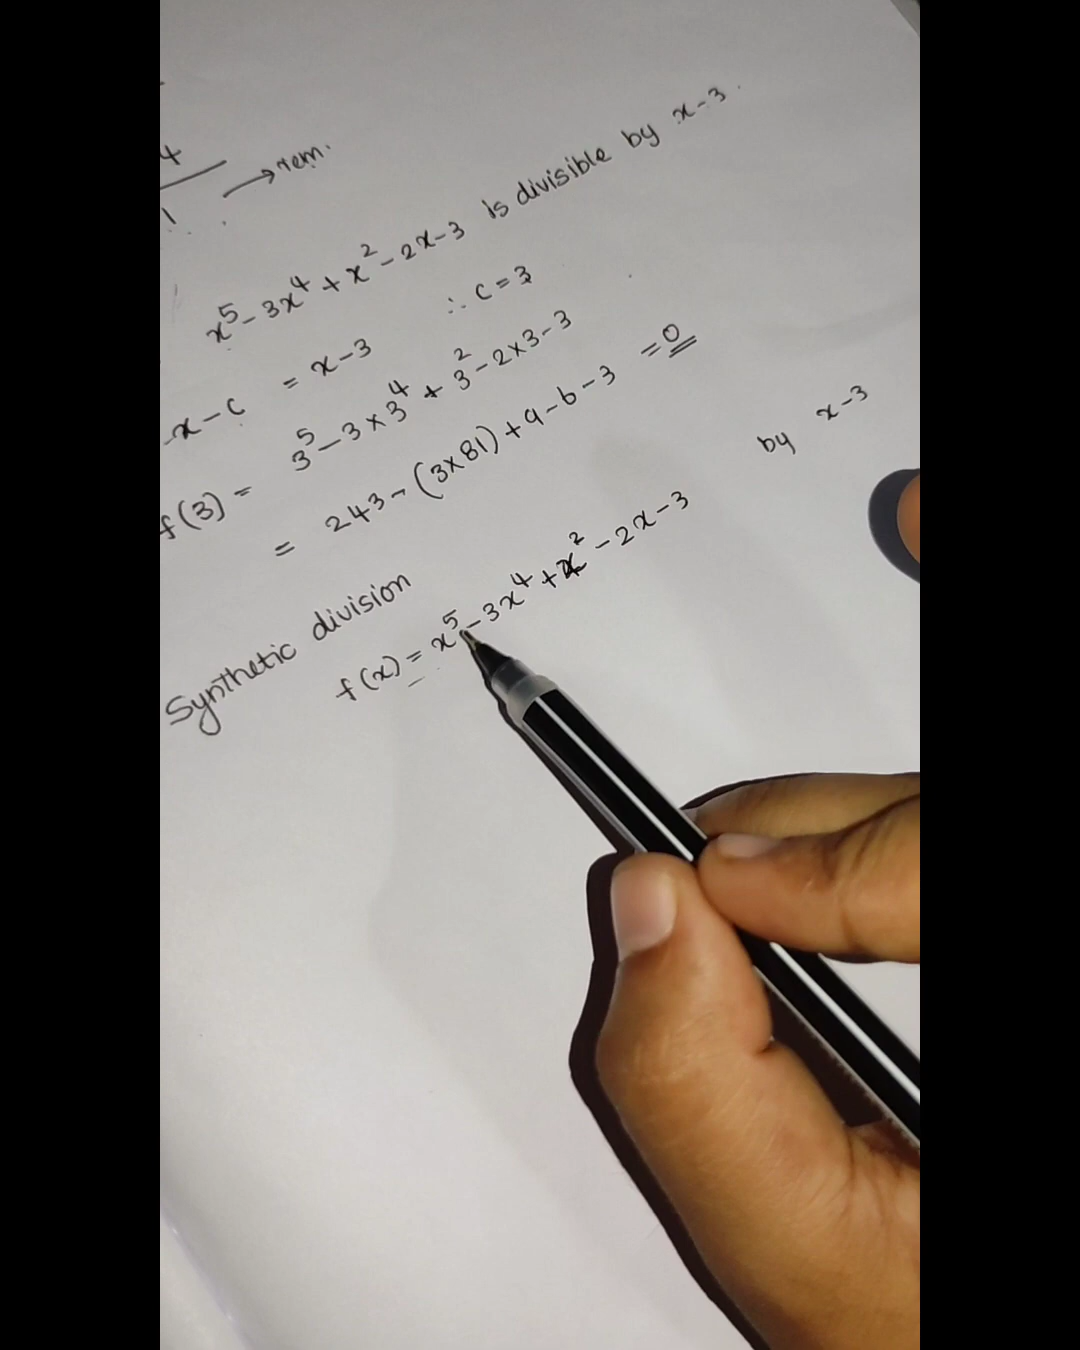 4
1 → rem.
x⁵ - 3x⁴ + x² - 2x - 3 is divisible by x - 3.
x - c = x - 3 ∴ c = 3
f(3) = 3⁵ - 3 × 3⁴ + 3² - 2×3 - 3
= 243 - (3×81) + 9 - 6 - 3 = 0
Synthetic division
f(x) = x⁵ - 3x⁴ + x² - 2x - 3 by x - 3